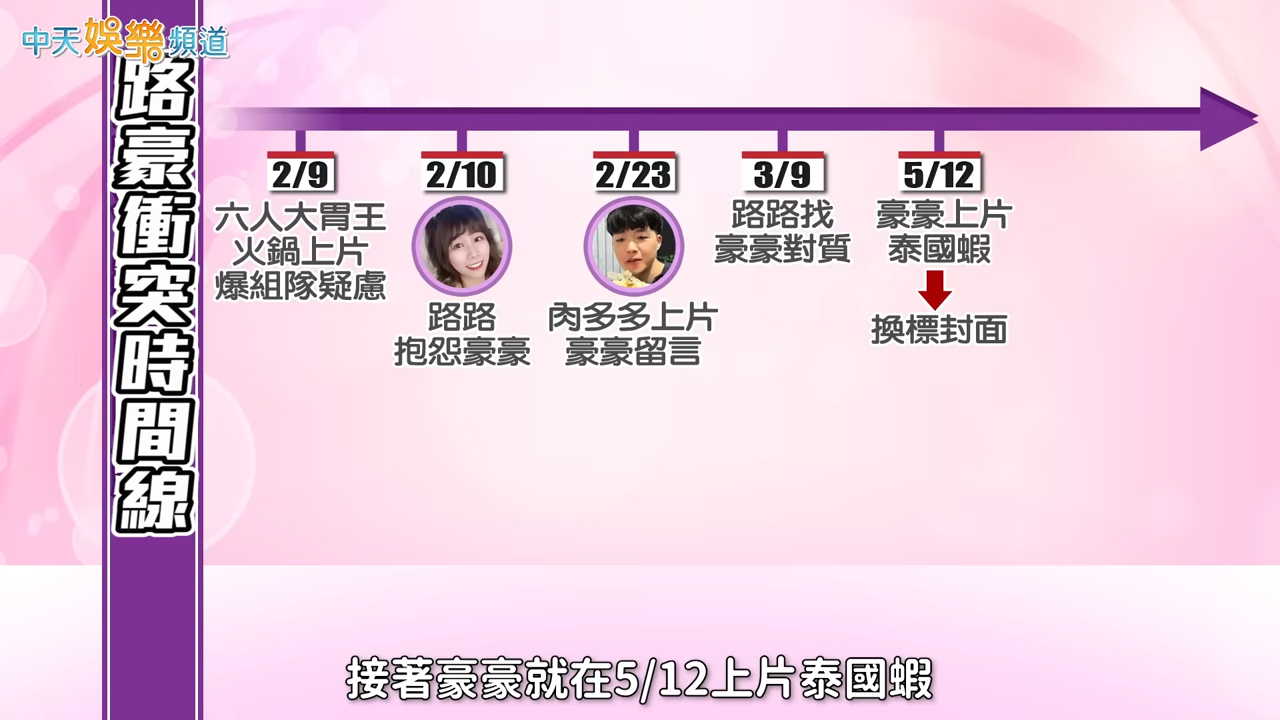 中天娛樂頻道
路豪衝突時間線
2/9
六人大胃王
火鍋上片
爆組隊疑慮
2/10
路路
抱怨豪豪
2/23
肉多多上片
豪豪留言
3/9
路路找
豪豪對質
5/12
豪豪上片
泰國蝦
換標封面
接著豪豪就在5/12上片泰國蝦